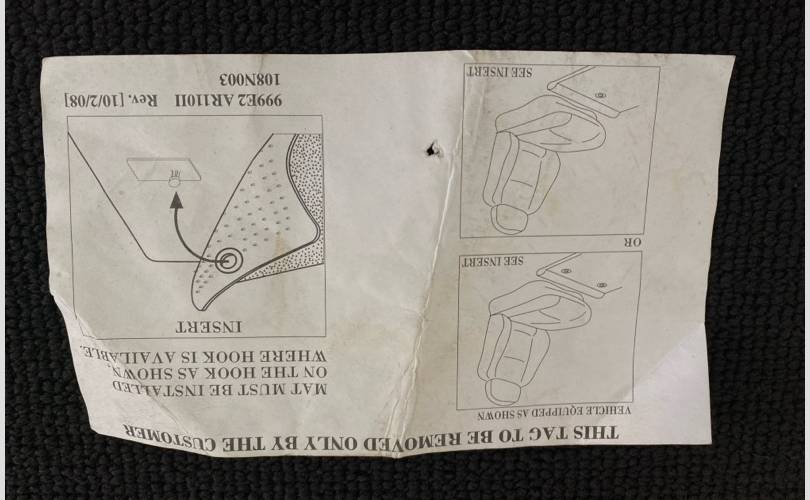 THIS TAG TO BE REMOVED ONLY BY THE CUSTOMER
VEHICLE EQUIPPED AS SHOWN
SEE INSERT
OR
SEE INSERT
MAT MUST BE INSTALLED
ON THE HOOK AS SHOWN,
WHERE HOOK IS AVAILABLE.
INSERT
999E2 AR110II Rev. [10/2/08]
108N003